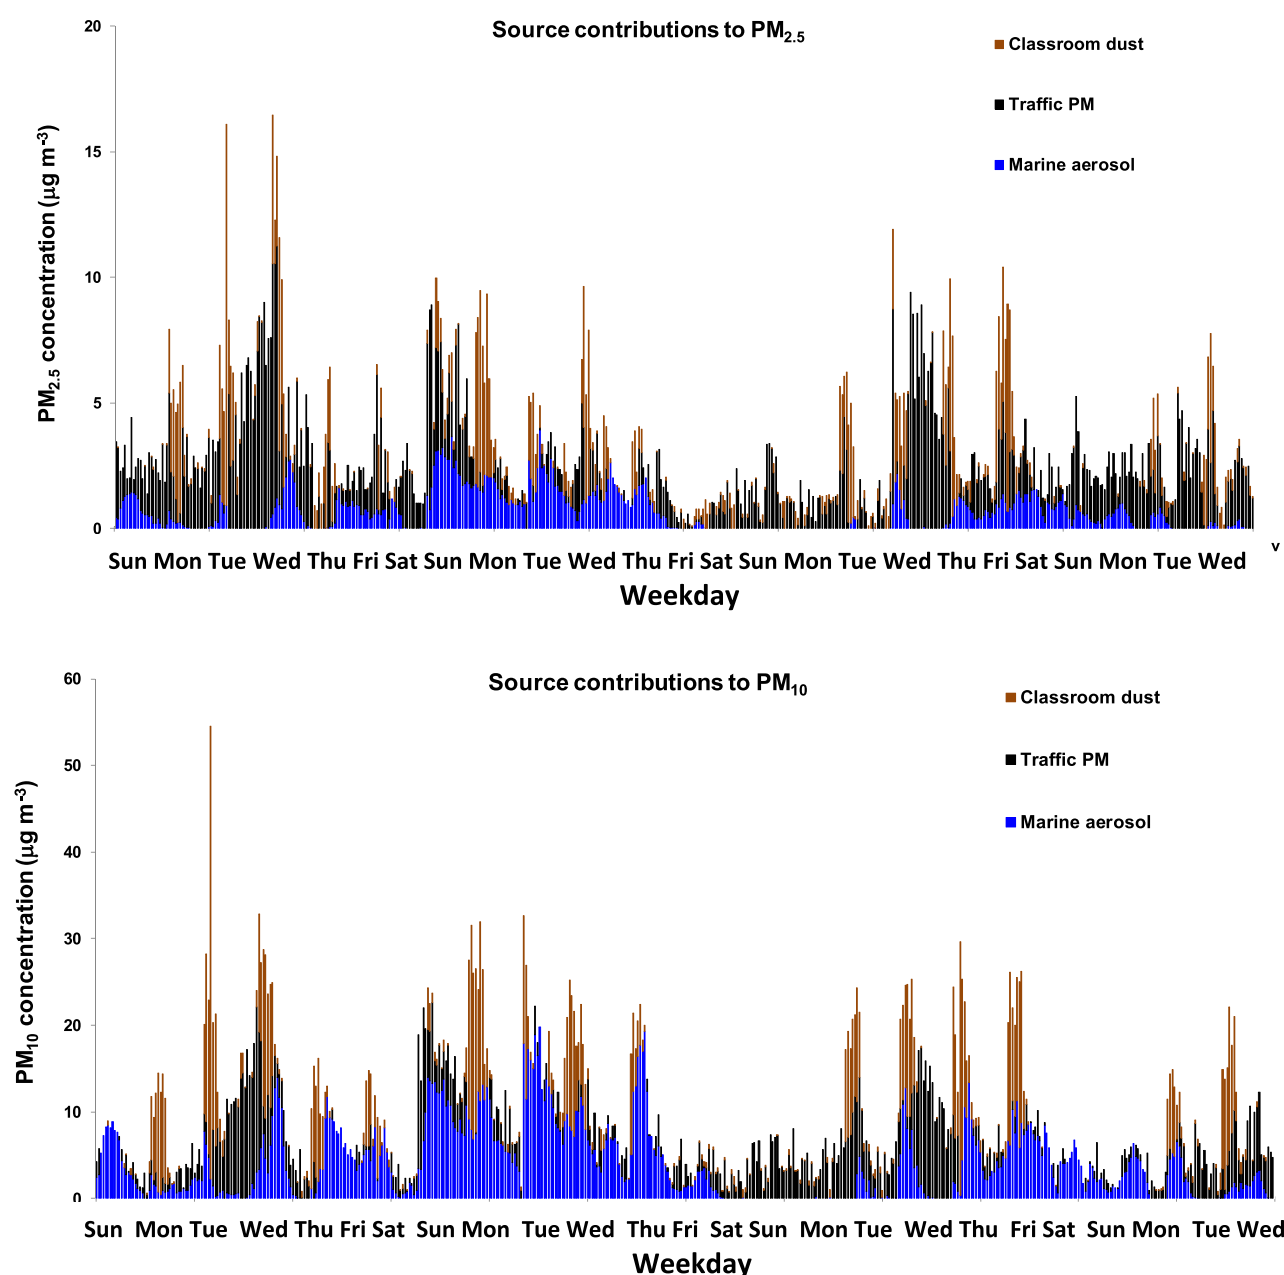 Source contributions to PM2.5
Classroom dust
Traffic PM
Marine aerosol
PM2.5 concentration (µg m-3)
20
15
10
5
0
Sun Mon Tue Wed Thu Fri Sat Sun Mon Tue Wed Thu Fri Sat Sun Mon Tue Wed Thu Fri Sat Sun Mon Tue Wed
v
Weekday
Source contributions to PM10
Classroom dust
Traffic PM
Marine aerosol
PM10 concentration (µg m-3)
60
50
40
30
20
10
0
Sun Mon Tue Wed Thu Fri Sat Sun Mon Tue Wed Thu Fri Sat Sun Mon Tue Wed Thu Fri Sat Sun Mon Tue Wed
Weekday